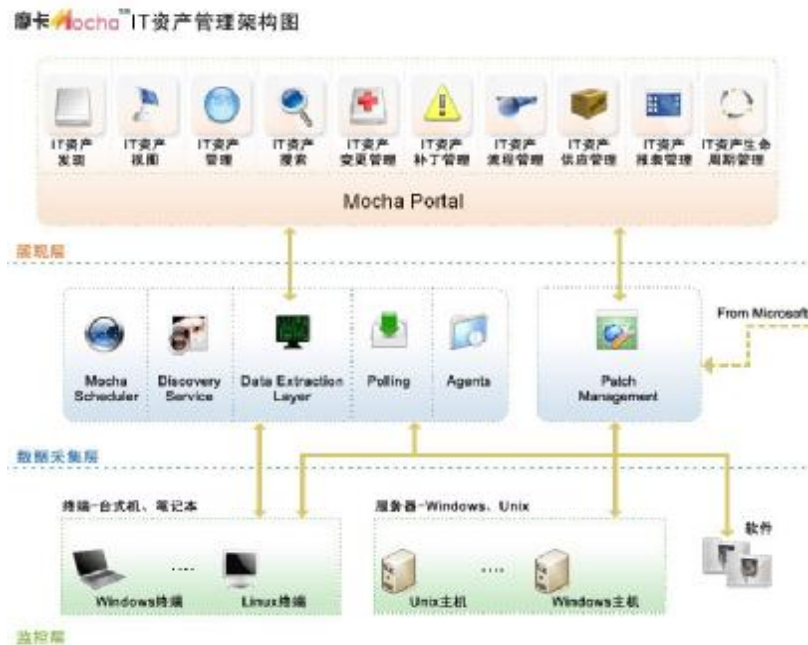 摩卡Mocha™IT资产管理架构图
IT资产
发现
IT资产
视图
IT资产
管理
IT资产
搜索
IT资产
变更管理
IT资产
补丁管理
IT资产
流程管理
IT资产
供应管理
IT资产
报表管理
IT资产生命
周期管理
Mocha Portal
展现层
Mocha
Scheduler
Discovery
Service
Data Extraction
Layer
Polling
Agents
Patch
Management
From Microsoft
数据采集层
终端-台式机、笔记本
服务器-Windows、Unix
软件
Windows终端
Linux终端
Unix主机
Windows主机
监控层